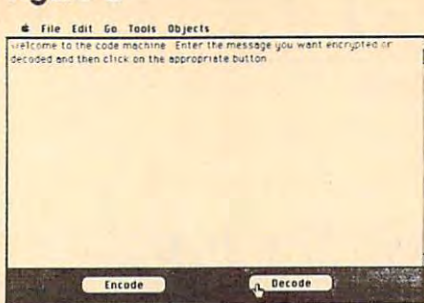 File Edit Go Tools Objects
Welcome to the code machine. Enter the message you want encrypted or
decoded and then click on the appropriate button.
Encode
Decode